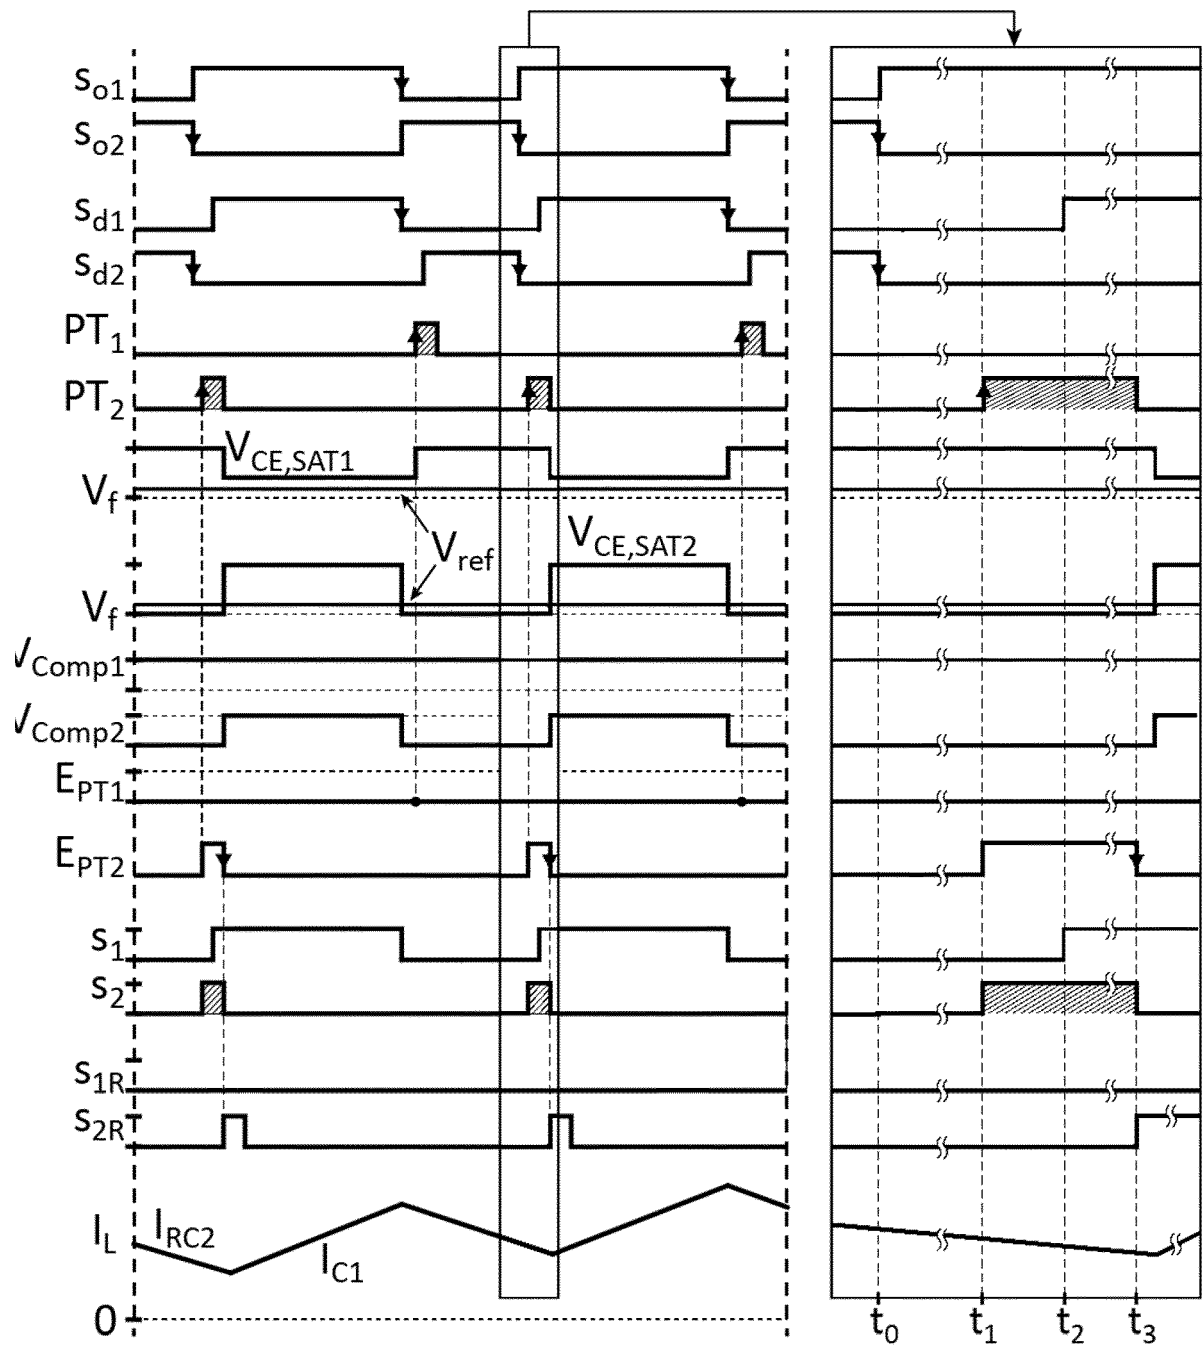 So1
So2
Sd1
Sd2
PT1
PT2
VCE,SAT1
Vf
Vref
VCE,SAT2
Vf
VComp1
VComp2
EPT1
EPT2
S1
S2
S1R
S2R
IL
IRC2
IC1
0
t0 t1 t2 t3